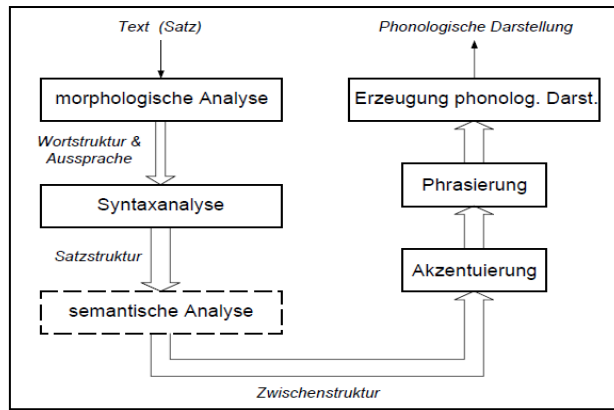 Text (Satz)
morphologische Analyse
Wortstruktur &
Aussprache
Syntaxanalyse
Satzstruktur
semantische Analyse
Zwischenstruktur
Akzentuierung
Phrasierung
Erzeugung phonolog. Darst.
Phonologische Darstellung